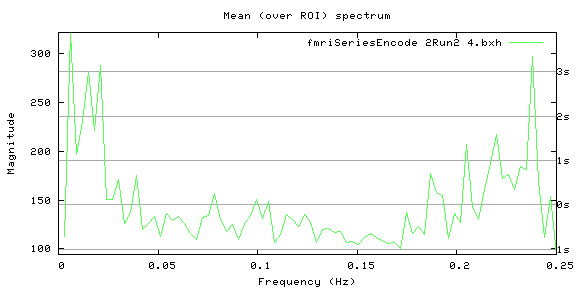 Mean (over ROI) spectrum
fmriSeriesEncode 2Run2 4.bxh
Magnitude
300
250
200
150
100
3s
2s
1s
0s
1s
0
0.05
0.1
0.15
0.2
0.25
Frequency (Hz)